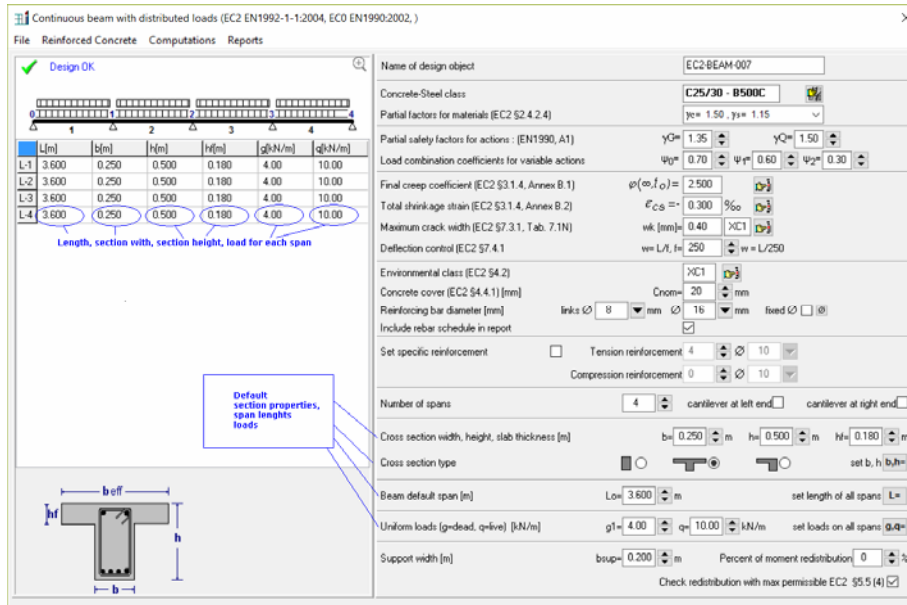 Continuous beam with distributed loads (EC2 EN1992-1-1:2004, EC0 EN1990:2002, )
File Reinforced Concrete Computations Reports
Design OK
0 1 2 3 4
1 2 3 4
L[m] b[m] h[m] hf[m] g[kN/m] q[kN/m]
L-1 3.600 0.250 0.500 0.180 4.00 10.00
L-2 3.600 0.250 0.500 0.180 4.00 10.00
L-3 3.600 0.250 0.500 0.180 4.00 10.00
L-4 3.600 0.250 0.500 0.180 4.00 10.00
Length, section with, section height, load for each span
Default
section properties,
span lenghts
loads
b eff
hf
h
b
Name of design object EC2-BEAM-007
Concrete-Steel class C25/30 - B500C
Partial factors for materials (EC2 §2.4.2.4) γc= 1.50 , γs= 1.15
Partial safety factors for actions : (EN1990, A1) γG= 1.35 γQ= 1.50
Load combination coefficients for variable actions Ψ0= 0.70 Ψ1= 0.60 Ψ2= 0.30
Final creep coefficient (EC2 §3.1.4, Annex B.1) φ(∞,to)= 2.500
Total shrinkage strain (EC2 §3.1.4, Annex B.2) εcs=- 0.300 ‰
Maximum crack width (EC2 §7.3.1, Tab. 7.1N) wk [mm]= 0.40 XC1
Deflection control (EC2 §7.4.1 w= L/f, f= 250 w = L/250
Environmental class (EC2 §4.2) XC1
Concrete cover (EC2 §4.4.1) [mm] Cnom= 20 mm
Reinforcing bar diameter [mm] links ∅ 8 mm ∅ 16 mm fixed ∅ ∅
Include rebar schedule in report
Set specific reinforcement Tension reinforcement 4 ∅ 10
Compression reinforcement 0 ∅ 10
Number of spans 4 cantilever at left end cantilever at right end
Cross section width, height, slab thickness [m] b= 0.250 m h= 0.500 m hf= 0.180 m
Cross section type set b, h b,h=
Beam default span [m] Lo= 3.600 m set length of all spans L=
Uniform loads (g=dead, q=live) [kN/m] g1= 4.00 q= 10.00 kN/m set loads on all spans g,q=
Support width [m] bsup= 0.200 m Percent of moment redistribution 0 %
Check redistribution with max permissible EC2 §5.5 (4)